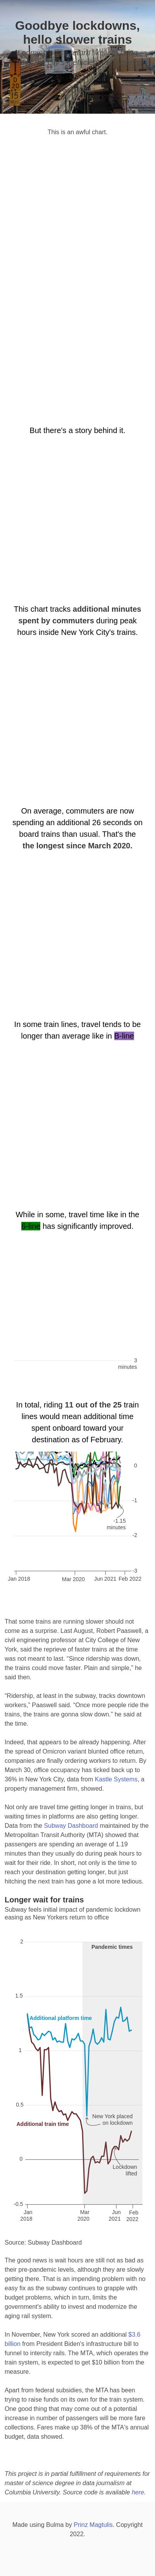 Goodbye lockdowns,
hello slower trains
This is an awful chart.
But there's a story behind it.
This chart tracks additional minutes
spent by commuters during peak
hours inside New York City's trains.
On average, commuters are now
spending an additional 26 seconds on
board trains than usual. That's the
the longest since March 2020.
In some train lines, travel tends to be
longer than average like in B-line
While in some, travel time like in the
B-line has significantly improved.
3
minutes
In total, riding 11 out of the 25 train
lines would mean additional time
spent onboard toward your
destination as of February.
0
-1
-1.15
minutes
-2
-3
Jan 2018
Mar 2020
Jun 2021
Feb 2022
That some trains are running slower should not
come as a surprise. Last August, Robert Paaswell, a
civil engineering professor at City College of New
York, said the reprieve of faster trains at the time
was not meant to last. "Since ridership was down,
the trains could move faster. Plain and simple," he
said then.
"Ridership, at least in the subway, tracks downtown
workers," Paaswell said. "Once more people ride the
trains, the trains are gonna slow down." he said at
the time.
Indeed, that appears to be already happening. After
the spread of Omicron variant blunted office return,
companies are finally ordering workers to return. By
March 30, office occupancy has ticked back up to
36% in New York City, data from Kastle Systems, a
property management firm, showed.
Not only are travel time getting longer in trains, but
waiting times in platforms are also getting longer.
Data from the Subway Dashboard maintained by the
Metropolitan Transit Authority (MTA) showed that
passengers are spending an average of 1.19
minutes than they usually do during peak hours to
wait for their ride. In short, not only is the time to
reach your destination getting longer, but just
hitching the ride itself has gone a lot more tedious.
Longer wait for trains
Subway feels initial impact of pandemic lockdown
easing as New Yorkers return to office
2
Pandemic times
1.5
Additional platform time
1
0.5
New York placed
on lockdown
Additional train time
0
Lockdown
lifted
-0.5
Jan
2018
Mar
2020
Jun
2021
Feb
2022
Source: Subway Dashboard
The good news is wait hours are still not as bad as
their pre-pandemic levels, although they are slowly
getting there. That is an impending problem with no
easy fix as the subway continues to grapple with
budget problems, which in turn, limits the
government's ability to invest and modernize the
aging rail system.
In November, New York scored an additional $3.6
billion from President Biden's infrastructure bill to
funnel to intercity rails. The MTA, which operates the
train system, is expected to get $10 billion from the
measure.
Apart from federal subsidies, the MTA has been
trying to raise funds on its own for the train system.
One good thing that may come out of a potential
increase in number of passengers will be more fare
collections. Fares make up 38% of the MTA's annual
budget, data showed.
This project is in partial fulfillment of requirements for
master of science degree in data journalism at
Columbia University. Source code is available here.
Made using Bulma by Prinz Magtulis. Copyright
2022.